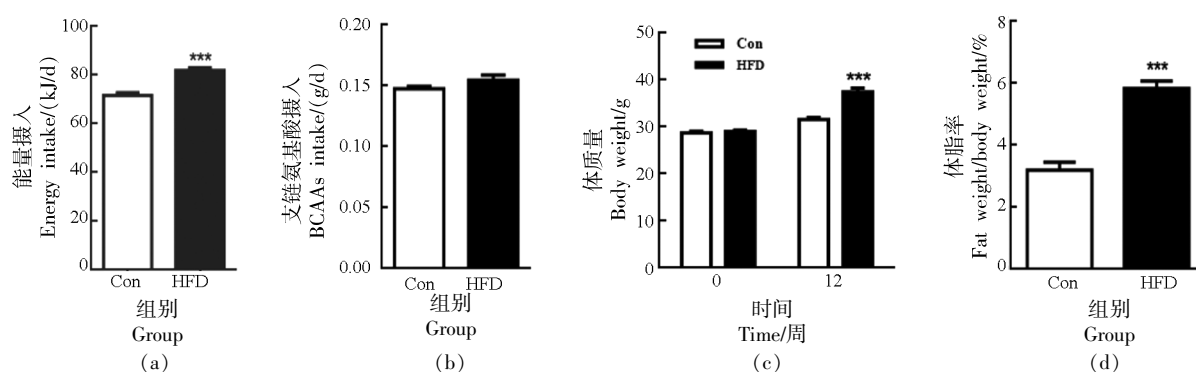 能量摄入
Energy intake/(kJ/d)
100
80
60
40
20
0
***
Con
HFD
组别
Group
(a)
支链氨基酸摄入
BCAAs intake/(g/d)
0.20
0.15
0.10
0.05
0.00
Con
HFD
组别
Group
(b)
体质量
Body weight/g
50
40
30
20
10
0
Con
HFD
***
0
12
时间
Time/周
(c)
体脂率
Fat weight/body weight/%
8
6
4
2
0
***
Con
HFD
组别
Group
(d)